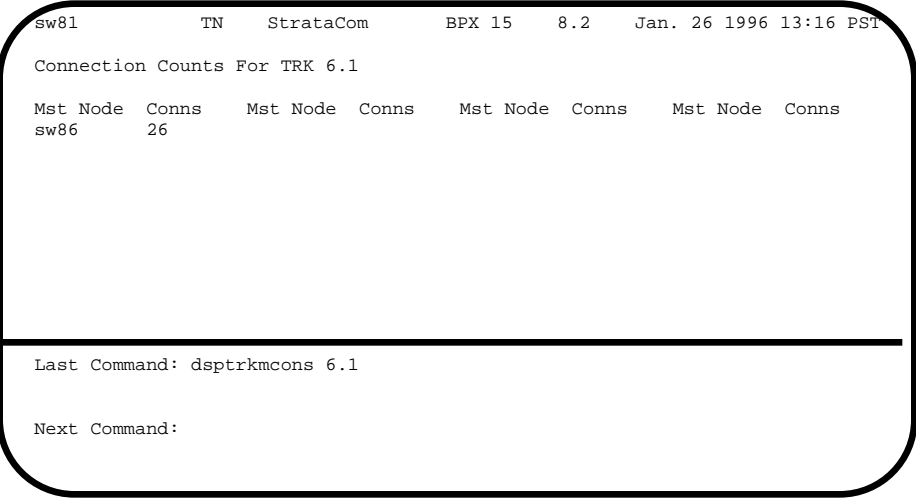 sw81 TN StrataCom BPX 15 8.2 Jan. 26 1996 13:16 PST
Connection Counts For TRK 6.1
Mst Node Conns Mst Node Conns Mst Node Conns Mst Node Conns
sw86 26
Last Command: dsptrkmcons 6.1
Next Command: